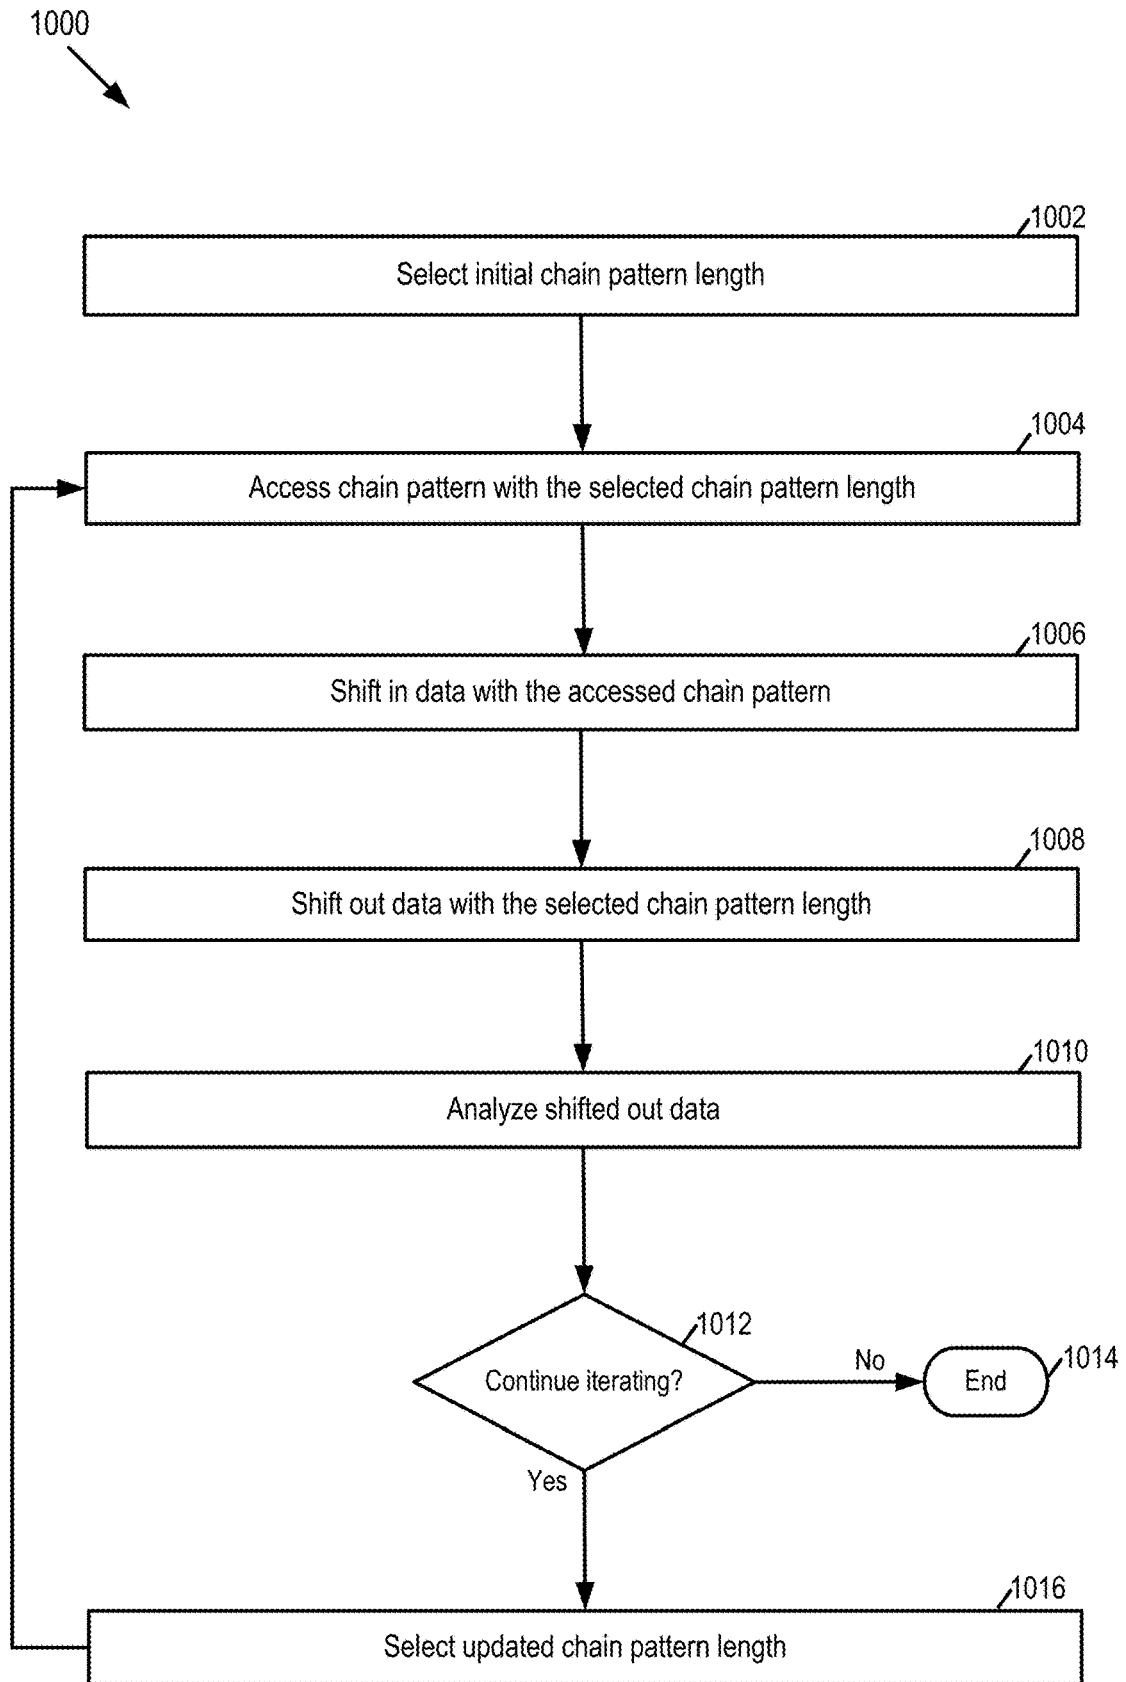 1000
1002
Select initial chain pattern length
1004
Access chain pattern with the selected chain pattern length
1006
Shift in data with the accessed chain pattern
1008
Shift out data with the selected chain pattern length
1010
Analyze shifted out data
1012
Continue iterating?
No
End
1014
Yes
1016
Select updated chain pattern length